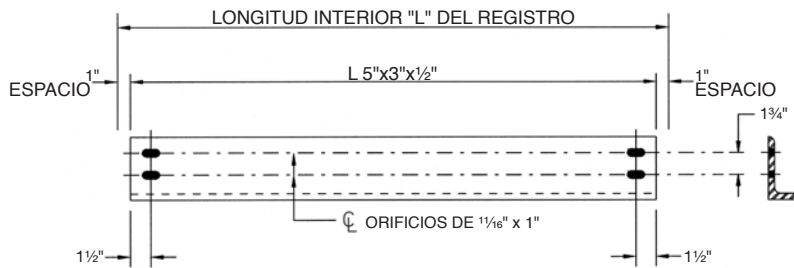 LONGITUD INTERIOR "L" DEL REGISTRO
1"
ESPACIO
L 5"x3"x½"
1"
ESPACIO
1¾"
℄ ORIFICIOS DE ¹¹⁄₁₆" x 1"
1½"
1½"